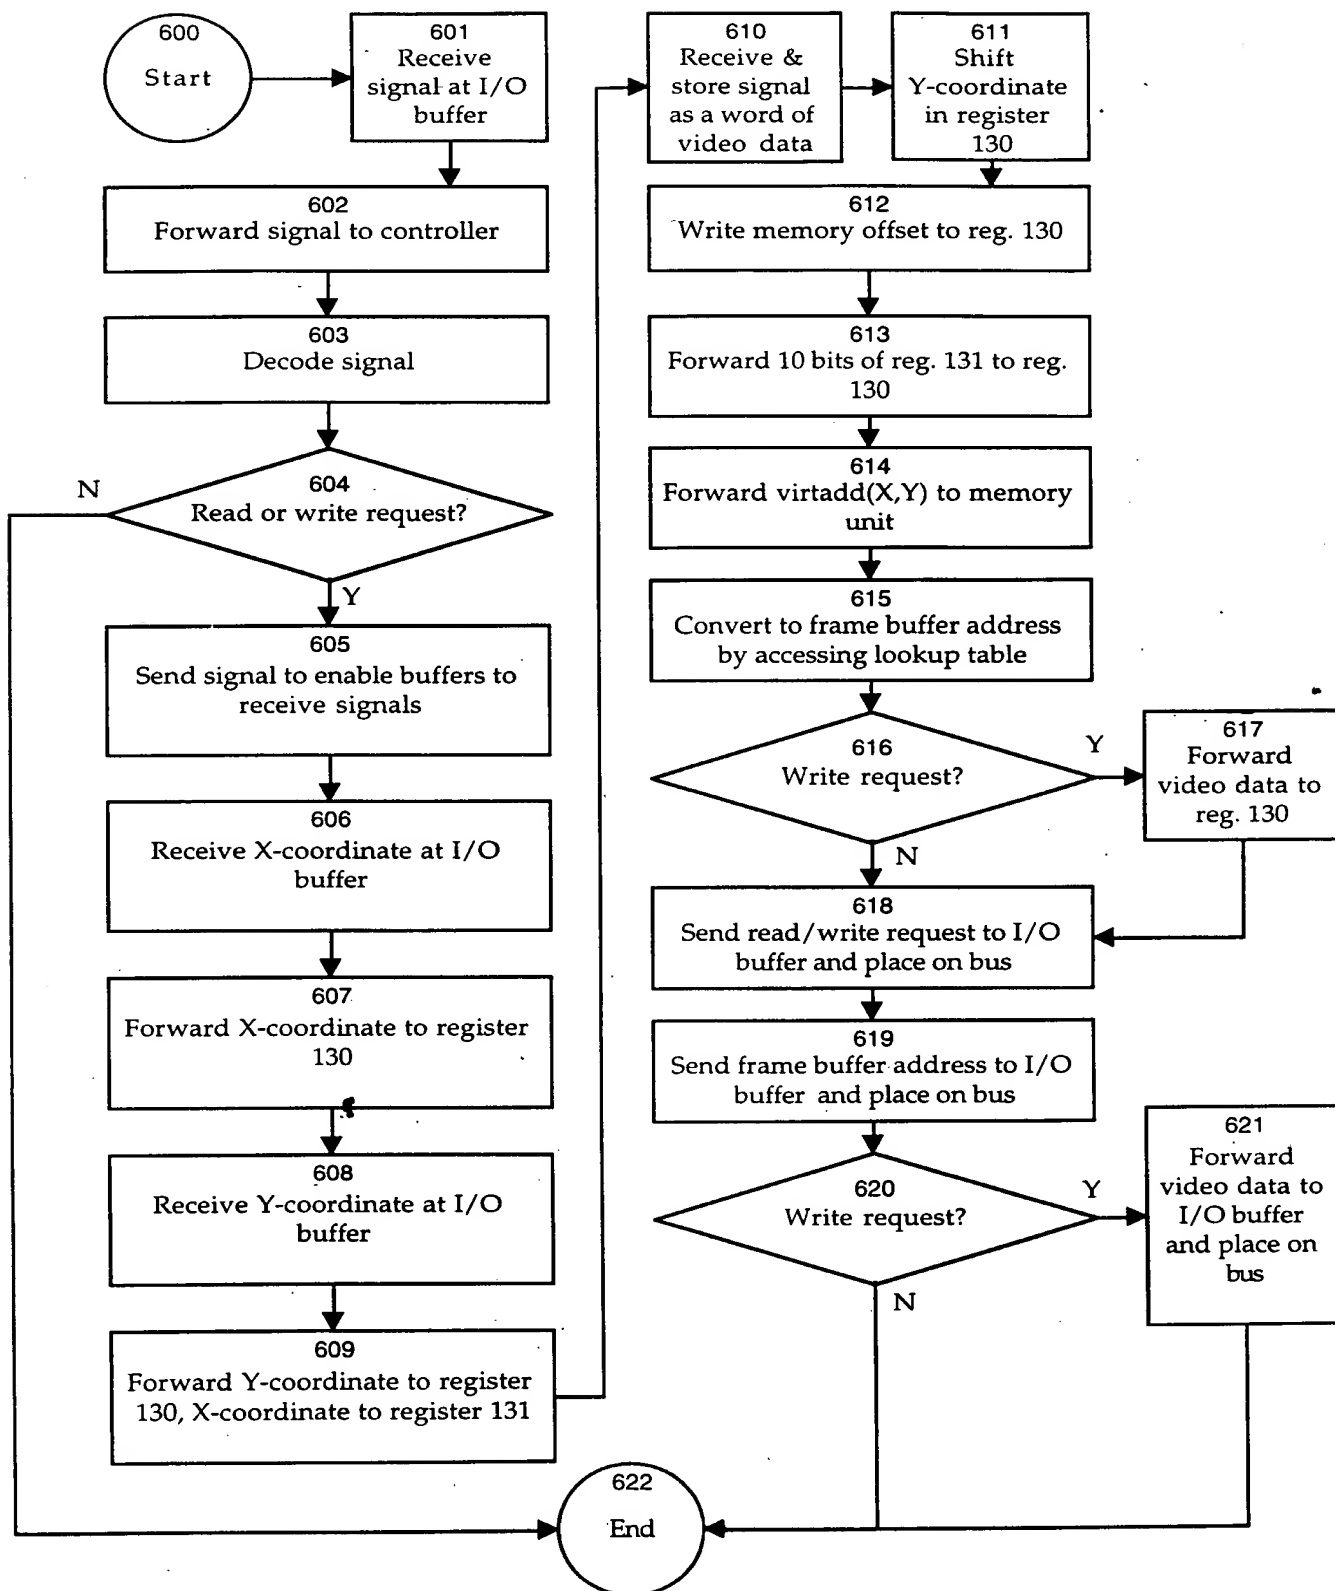 600
Start
601
Receive
signal at I/O
buffer
602
Forward signal to controller
603
Decode signal
604
Read or write request?
N
Y
605
Send signal to enable buffers to
receive signals
606
Receive X-coordinate at I/O
buffer
607
Forward X-coordinate to register
130
608
Receive Y-coordinate at I/O
buffer
609
Forward Y-coordinate to register
130, X-coordinate to register 131
610
Receive &
store signal
as a word of
video data
611
Shift
Y-coordinate
in register
130
612
Write memory offset to reg. 130
613
Forward 10 bits of reg. 131 to reg.
130
614
Forward virtadd(X,Y) to memory
unit
615
Convert to frame buffer address
by accessing lookup table
616
Write request?
Y
N
617
Forward
video data to
reg. 130
618
Send read/write request to I/O
buffer and place on bus
619
Send frame buffer address to I/O
buffer and place on bus
620
Write request?
Y
N
621
Forward
video data to
I/O buffer
and place on
bus
622
End